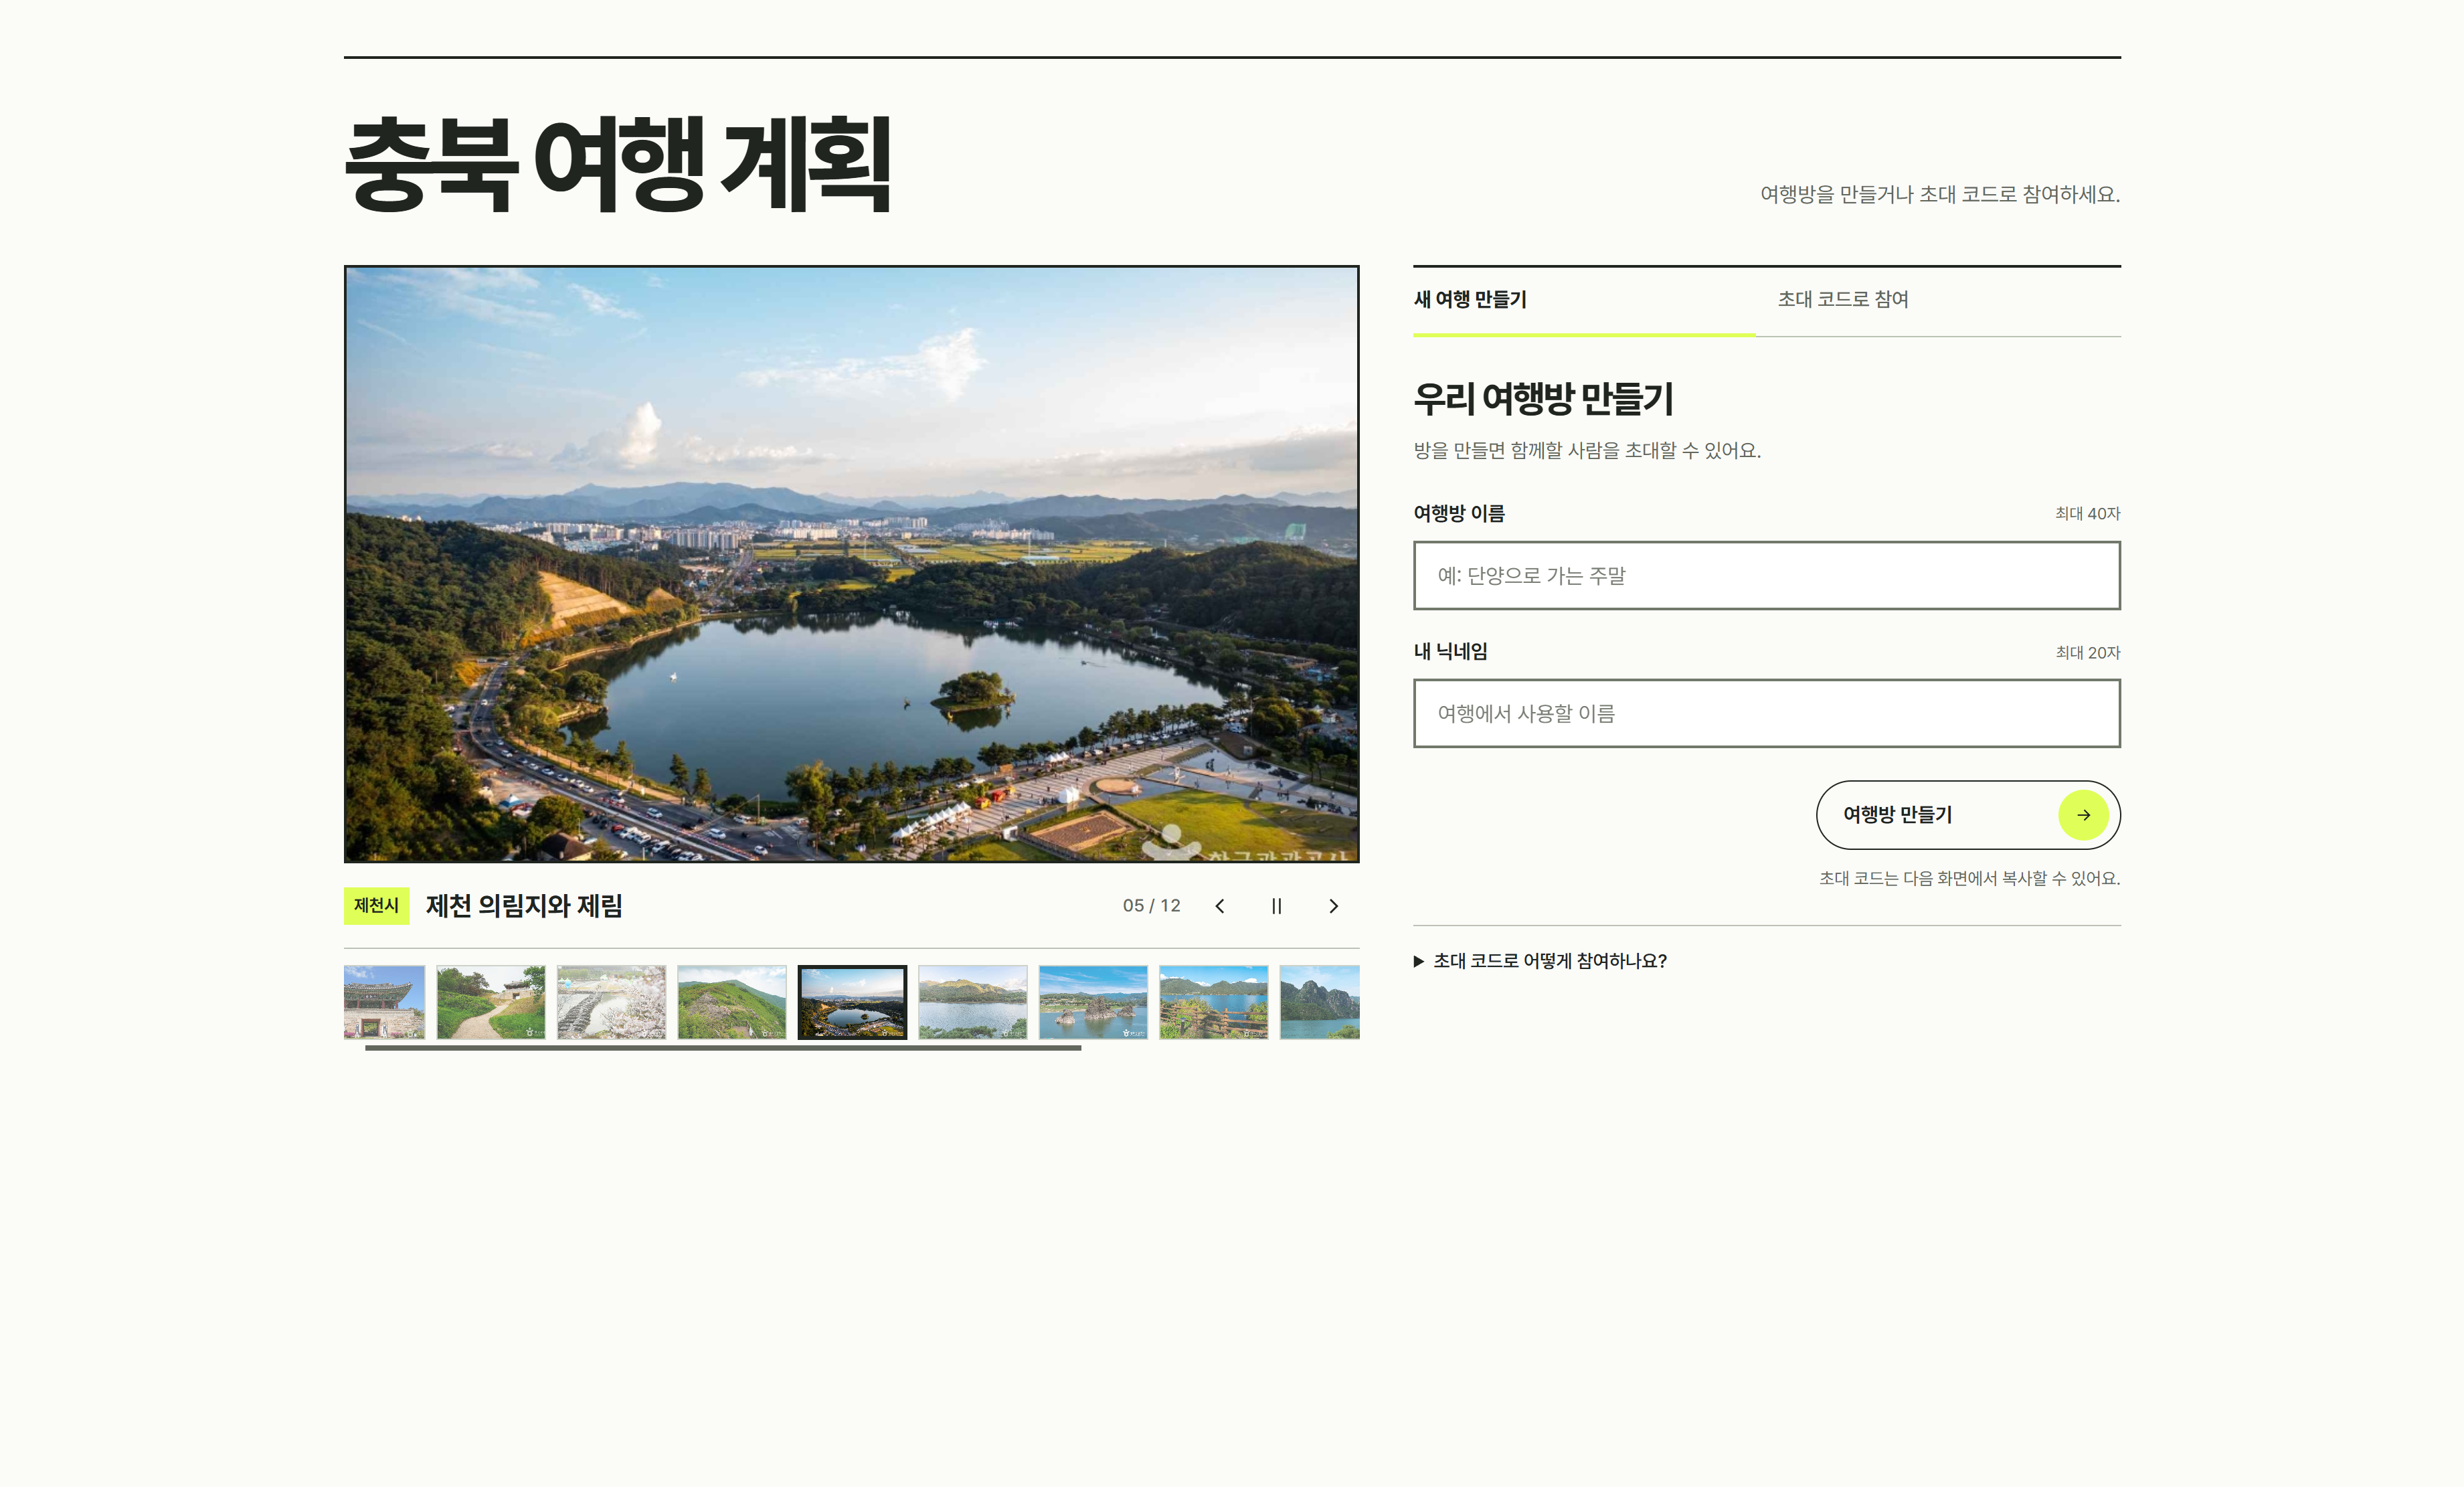 충북 여행 계획
여행방을 만들거나 초대 코드로 참여하세요.
새 여행 만들기
초대 코드로 참여
우리 여행방 만들기
방을 만들면 함께할 사람을 초대할 수 있어요.
여행방 이름
최대 40자
예: 단양으로 가는 주말
내 닉네임
최대 20자
여행에서 사용할 이름
여행방 만들기
초대 코드는 다음 화면에서 복사할 수 있어요.
초대 코드로 어떻게 참여하나요?
제천시
제천 의림지와 제림
05 / 12